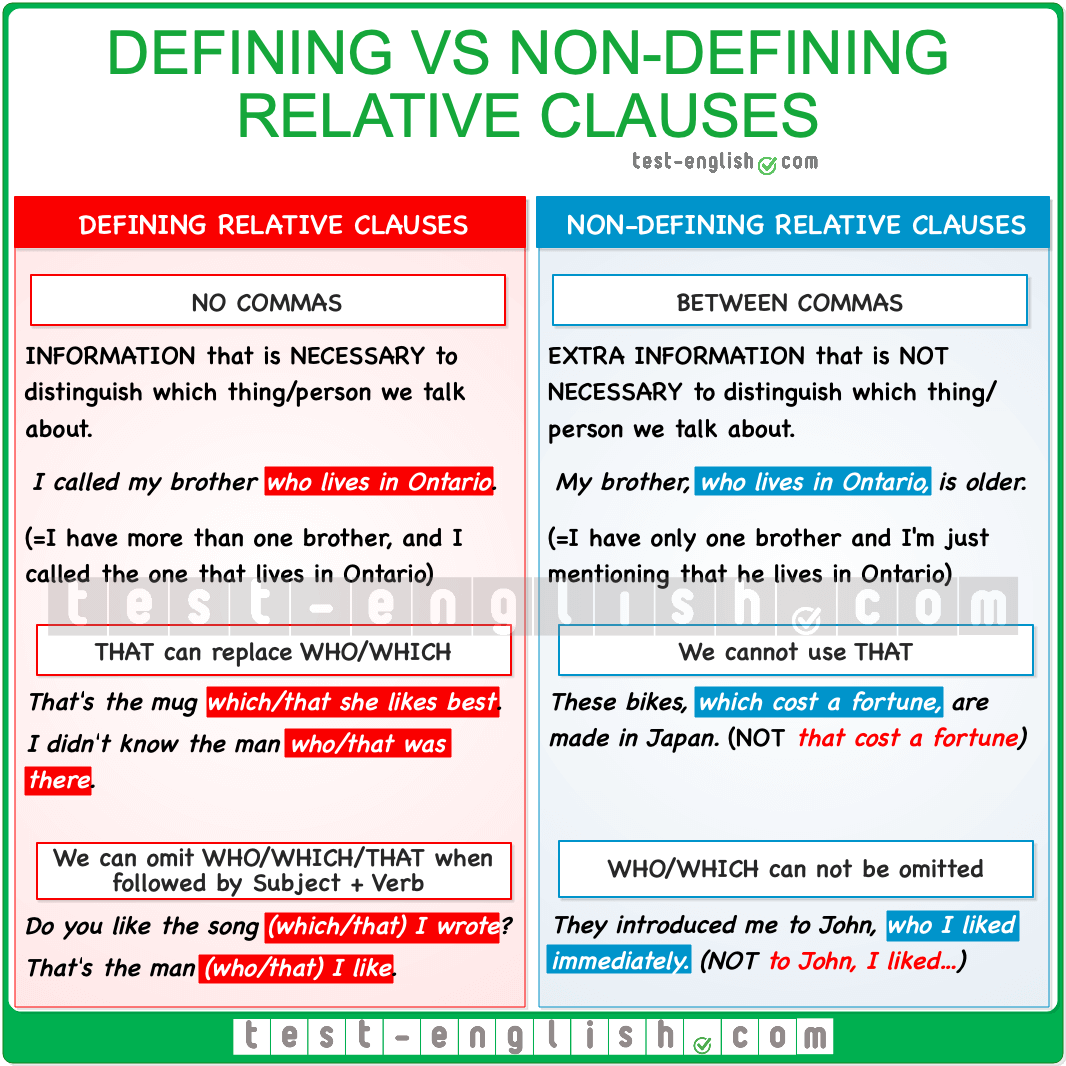 DEFINING VS NON-DEFINING
RELATIVE CLAUSES
test-english com
DEFINING RELATIVE CLAUSES
NO COMMAS
INFORMATION that is NECESSARY to
distinguish which thing/person we talk
about.
I called my brother who lives in Ontario.
(=I have more than one brother, and I
called the one that lives in Ontario)
THAT can replace WHO/WHICH
That's the mug which/that she likes best.
I didn't know the man who/that was
there.
We can omit WHO/WHICH/THAT when
followed by Subject + Verb
Do you like the song (which/that) I wrote?
That's the man (who/that) I like.
NON-DEFINING RELATIVE CLAUSES
BETWEEN COMMAS
EXTRA INFORMATION that is NOT
NECESSARY to distinguish which thing/
person we talk about.
My brother, who lives in Ontario, is older.
(=I have only one brother and I'm just
mentioning that he lives in Ontario)
We cannot use THAT
These bikes, which cost a fortune, are
made in Japan. (NOT that cost a fortune)
WHO/WHICH can not be omitted
They introduced me to John, who I liked
immediately. (NOT to John, I liked...)
test-english com
test-english com